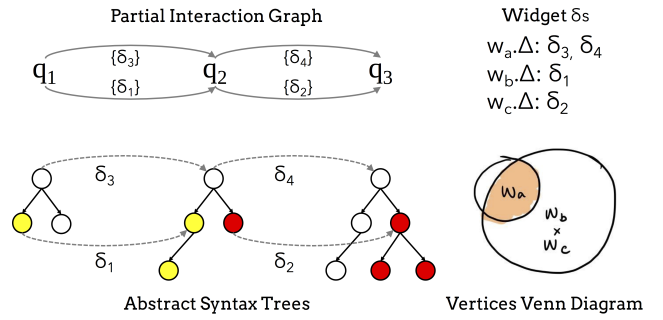 Partial Interaction Graph
q1 {δ3} q2 {δ4} q3
{δ1} {δ2}
Widget δs
wa.Δ: δ3, δ4
wb.Δ: δ1
wc.Δ: δ2
δ3 δ4
δ1 δ2
Abstract Syntax Trees
wa
wb
x
wc
Vertices Venn Diagram